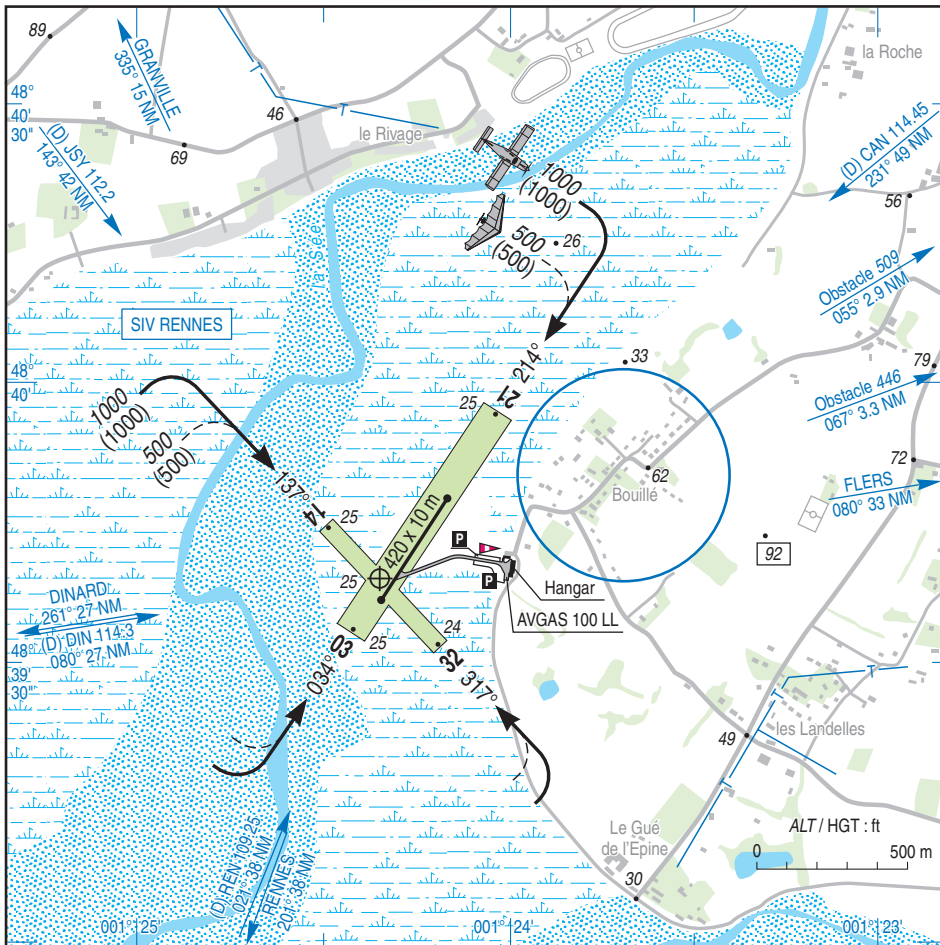 89
GRANVILLE
335° 15 NM
48°
40'
30"
(D) JSY 112.2
143° 42 NM
T
T
46
69
le Rivage
la Roche
(D) CAN 114.45
231° 49 NM
56
1000
(1000)
500
(500)
26
la Sée
Obstacle 509
055° 2.9 NM
SIV RENNES
33
79
48°
40'
Obstacle 446
067° 3.3 NM
21 214°
25
1000
(1000)
500
(500)
62
Bouillé
72
FLERS
080° 33 NM
137°
14
25
420 x 10 m
P
92
25
P
Hangar
AVGAS 100 LL
DINARD
261° 27 NM
(D) DIN 114.3
080° 27 NM
48°
39'
30"
03
25
034°
24
32 317°
T
T
les Landelles
49
T
(D) REN 109.25
021° 38 NM
RENNES
201° 38 NM
Le Gué
de l'Epine
30
ALT / HGT : ft
0 500 m
001° 25'
001° 24'
001° 23'